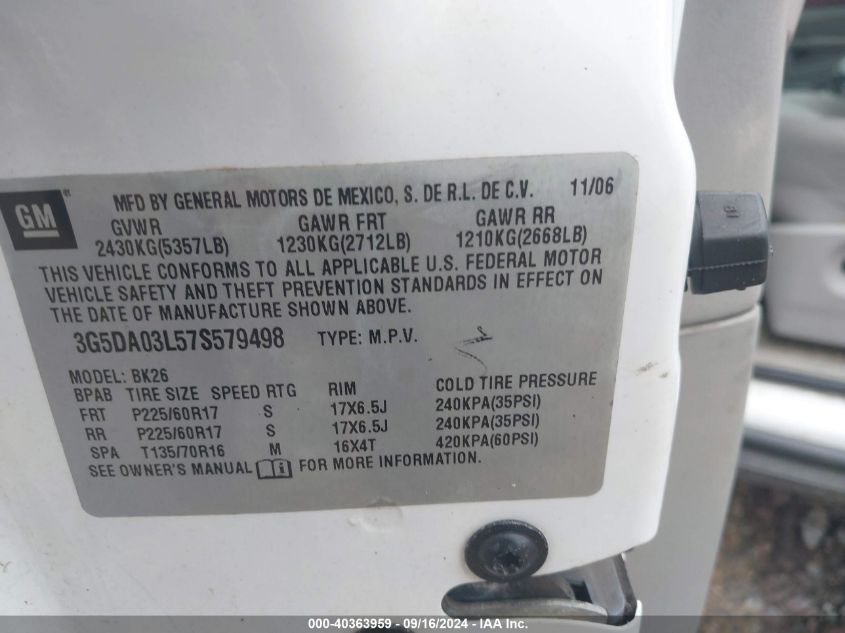 GM
MFD BY GENERAL MOTORS DE MEXICO, S. DE R.L. DE C.V. 11/06
GVWR GAWR FRT GAWR RR
2430KG(5357LB) 1230KG(2712LB) 1210KG(2668LB)
THIS VEHICLE CONFORMS TO ALL APPLICABLE U.S. FEDERAL MOTOR
VEHICLE SAFETY AND THEFT PREVENTION STANDARDS IN EFFECT ON
THE DATE OF MANUFACTURE SHOWN ABOVE.
3G5DA03L57S579498 TYPE: M.P.V.
MODEL: BK26
BPAB TIRE SIZE SPEED RTG RIM COLD TIRE PRESSURE
FRT P225/60R17 S 17X6.5J 240KPA(35PSI)
RR P225/60R17 S 17X6.5J 240KPA(35PSI)
SPA T135/70R16 M 16X4T 420KPA(60PSI)
SEE OWNER'S MANUAL FOR MORE INFORMATION.
000-40363959 - 09/16/2024 - IAA Inc.